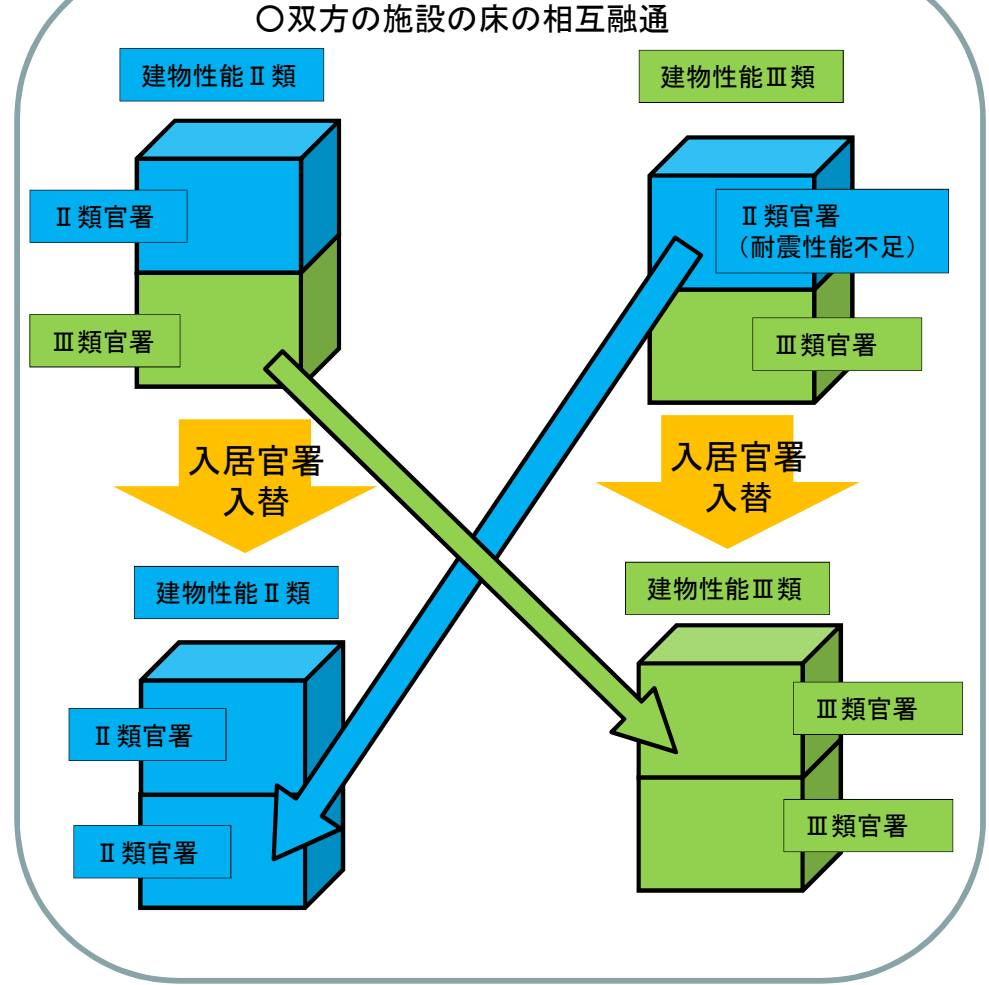 〇双方の施設の床の相互融通
建物性能Ⅱ類
建物性能Ⅲ類
Ⅱ類官署
Ⅱ類官署
（耐震性能不足）
Ⅲ類官署
Ⅲ類官署
入居官署
入替
入居官署
入替
建物性能Ⅱ類
建物性能Ⅲ類
Ⅱ類官署
Ⅲ類官署
Ⅱ類官署
Ⅲ類官署